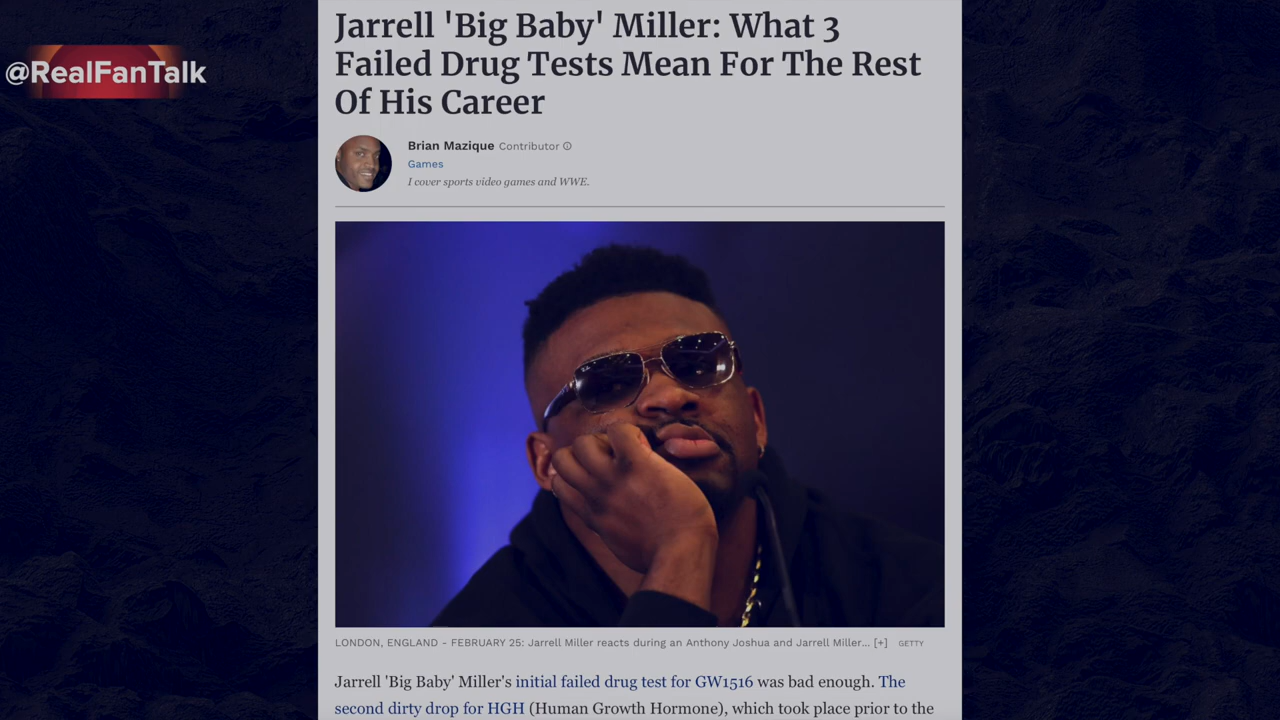 @RealFanTalk
Jarrell 'Big Baby' Miller: What 3
Failed Drug Tests Mean For The Rest
Of His Career
Brian Mazique Contributor
Games
I cover sports video games and WWE.
LONDON, ENGLAND - FEBRUARY 25: Jarrell Miller reacts during an Anthony Joshua and Jarrell Miller... [+] GETTY
Jarrell 'Big Baby' Miller's initial failed drug test for GW1516 was bad enough. The
second dirty drop for HGH (Human Growth Hormone), which took place prior to the